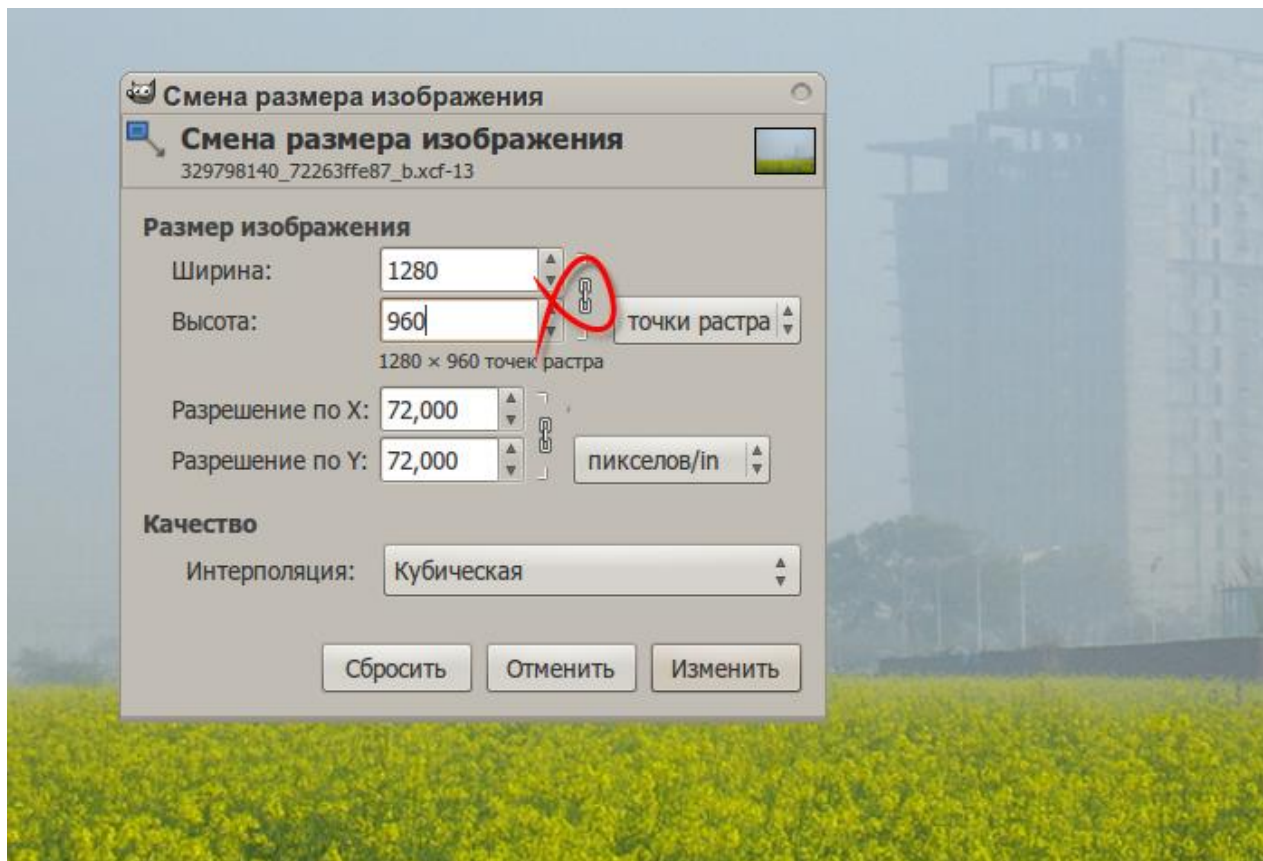 Смена размера изображения
Смена размера изображения
329798140_72263ffe87_b.xcf-13
Размер изображения
Ширина: 1280
Высота: 960 точки растра
1280 × 960 точек растра
Разрешение по X: 72,000
Разрешение по Y: 72,000 пикселов/in
Качество
Интерполяция: Кубическая
Сбросить Отменить Изменить